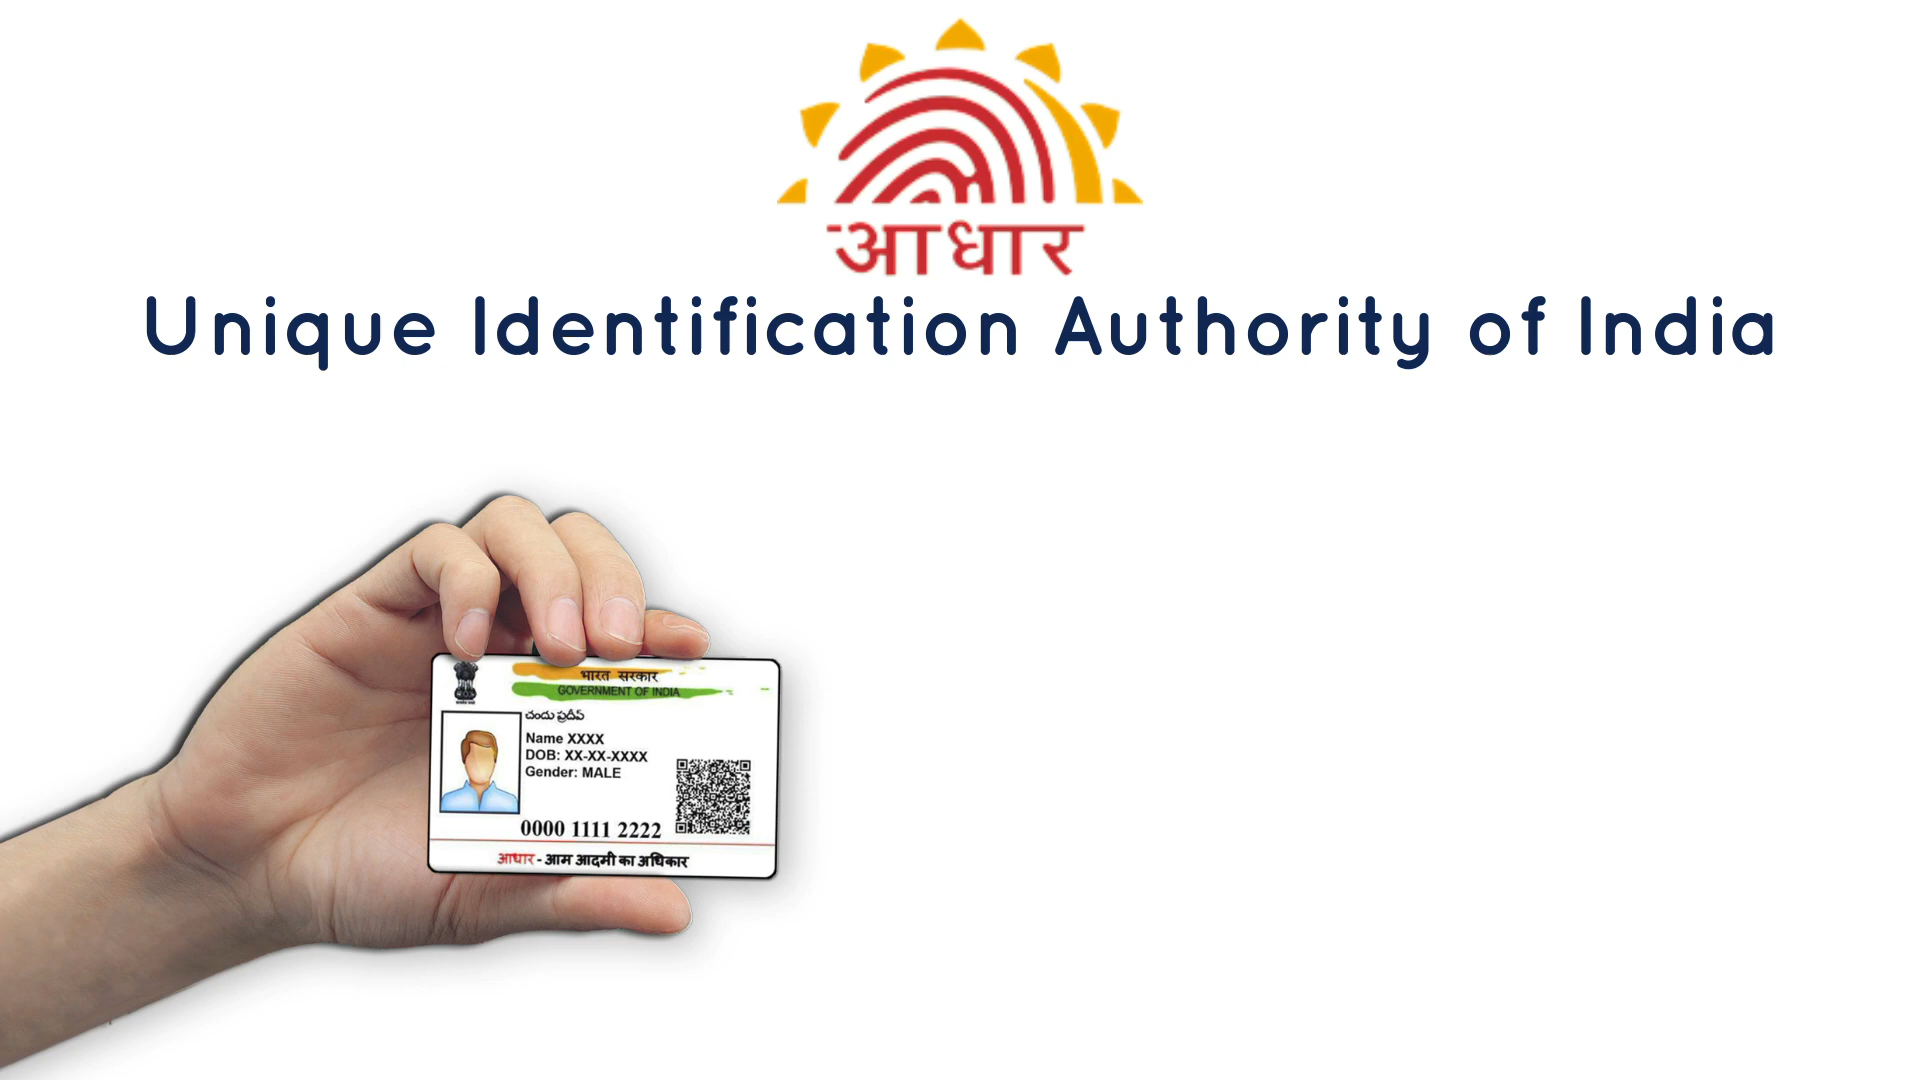 आधार
Unique Identification Authority of India
भारत सरकार
GOVERNMENT OF INDIA
చందు ప్రదీప్
Name XXXX
DOB: XX-XX-XXXX
Gender: MALE
0000 1111 2222
आधार - आम आदमी का अधिकार